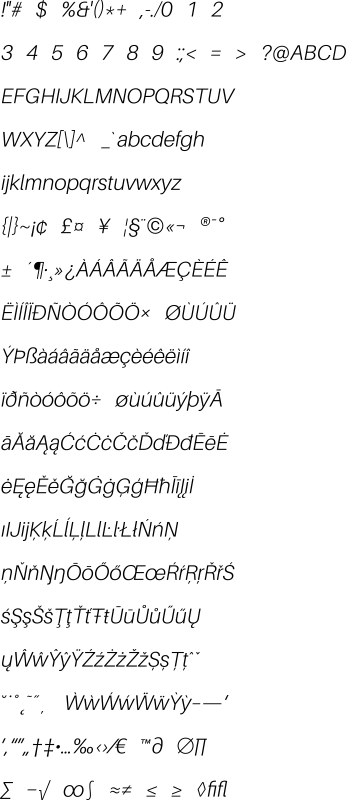 !"# $ %&'()*+ ,-./0 1 2
3 4 5 6 7 8 9 :;< = > ?@ABCD
EFGHIJKLMNOPQRSTUV
WXYZ[\]^ _`abcdefgh
ijklmnopqrstuvwxyz
{|}~¡¢ £¤ ¥ ¦§¨©«¬ ®¯°
± ´¶·¸»¿ÀÁÂÃÄÅÆÇÈÉÊ
ËÌÍÎÏÐÑÒÓÔÕÖ× ØÙÚÛÜ
ÝÞßàáâãäåæçèéêëìíî
ïðñòóôõö÷ øùúûüýþÿĀ
āĂăĄąĆćĊċČčĎďĐđĒēĖ
ėĘęĚěĞğĠġĢģĦħĪīĮįİ
ıĲĳĶķĹĺĻļĽľĿŀŁłŃńŅ
ņŇňŊŋŌōŐőŒœŔŕŖŗŘřŚ
śŞşŠšŢţŤťŦŧŪūŮůŰűŲ
ųŴŵŶŷŸŹźŻżŽžȘșȚțˆˇ
˘˙˚˛˜˝ˏ ẀẁẂẃẄẅỲỳ–—‘
’‚“”„†‡•…‰‹›⁄€ ™∂ ∅∏
∑ −√ ∞∫ ≈≠ ≤ ≥ ◊ﬁﬂ